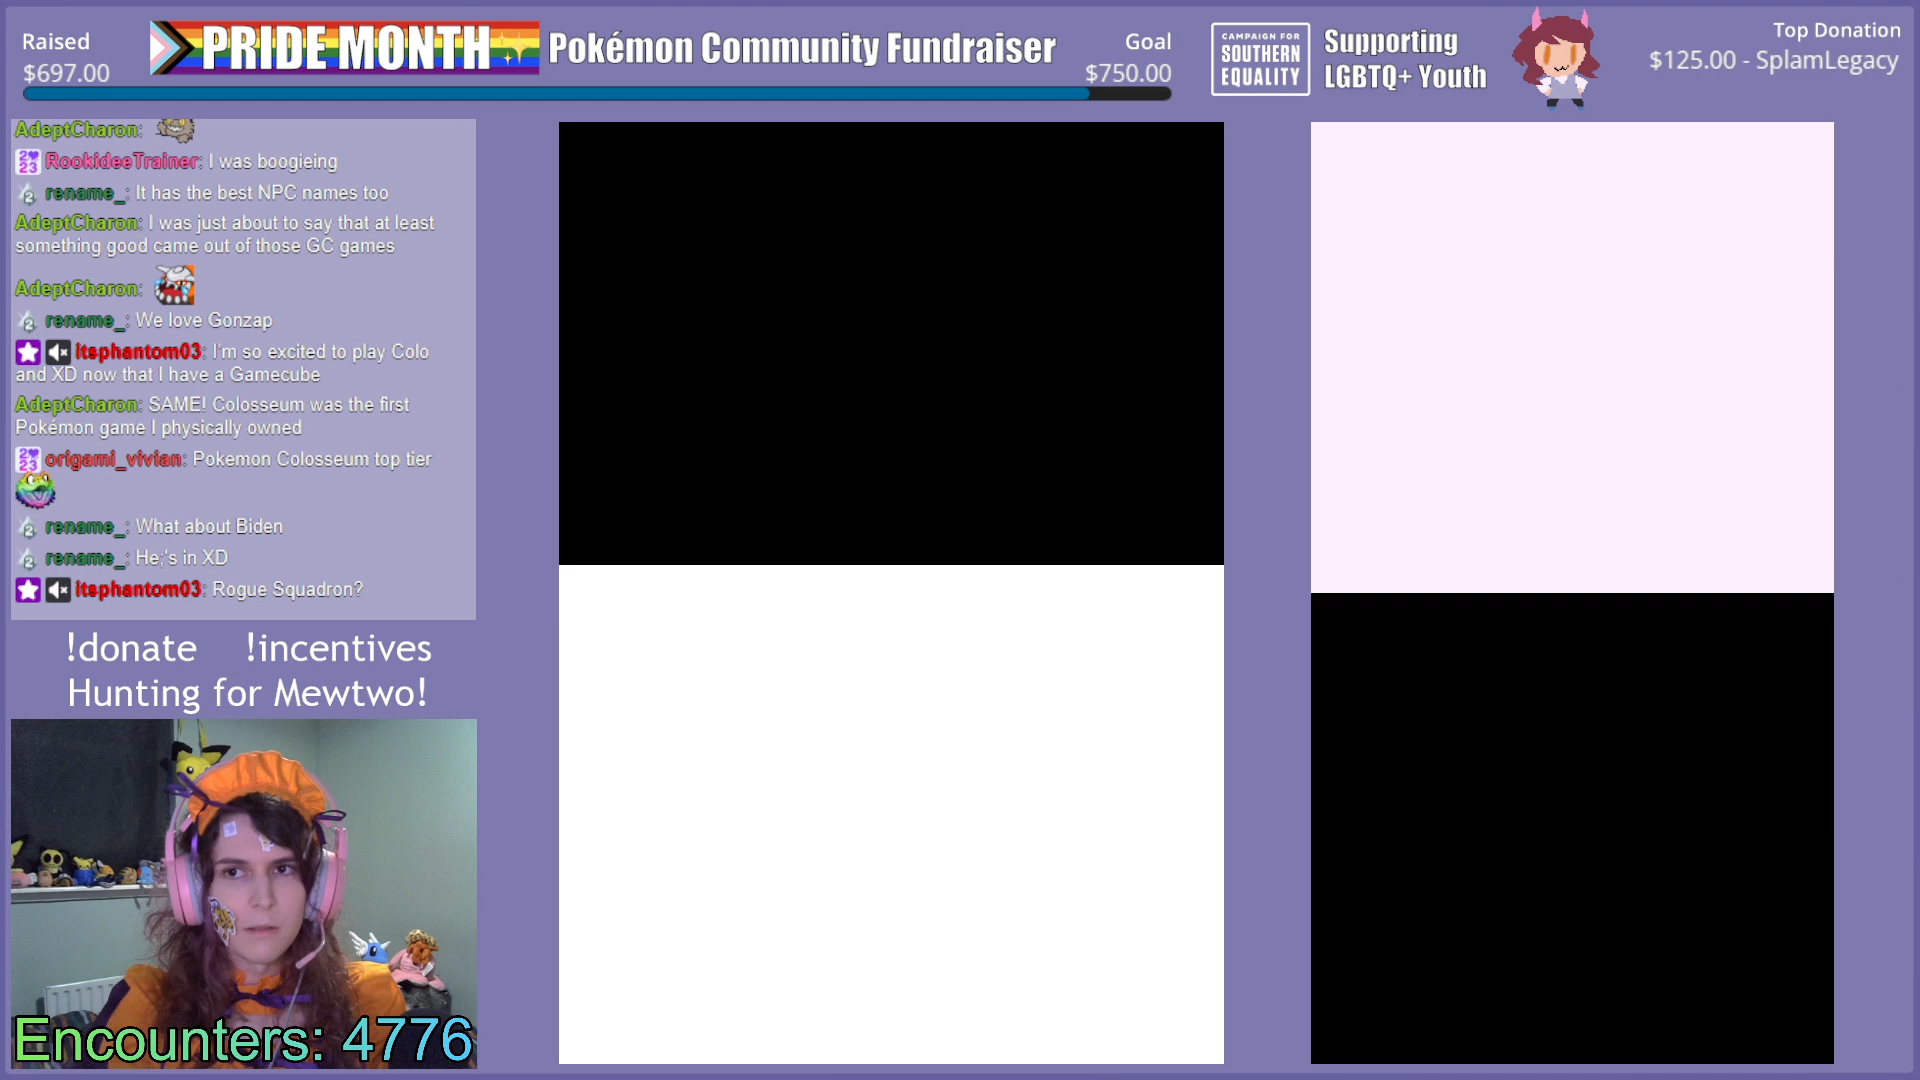 Raised
$697.00
PRIDE MONTH
Pokémon Community Fundraiser
Goal
$750.00
CAMPAIGN FOR
SOUTHERN
EQUALITY
Supporting
LGBTQ+ Youth
Top Donation
$125.00 - SplamLegacy
AdeptCharon:
RookideeTrainer: I was boogieing
rename_: It has the best NPC names too
AdeptCharon: I was just about to say that at least
something good came out of those GC games
AdeptCharon:
rename_: We love Gonzap
itsphantom03: I'm so excited to play Colo
and XD now that I have a Gamecube
AdeptCharon: SAME! Colosseum was the first
Pokémon game I physically owned
origami_vivian: Pokemon Colosseum top tier
rename_: What about Biden
rename_: He;'s in XD
itsphantom03: Rogue Squadron?
!donate !incentives
Hunting for Mewtwo!
Encounters: 4776